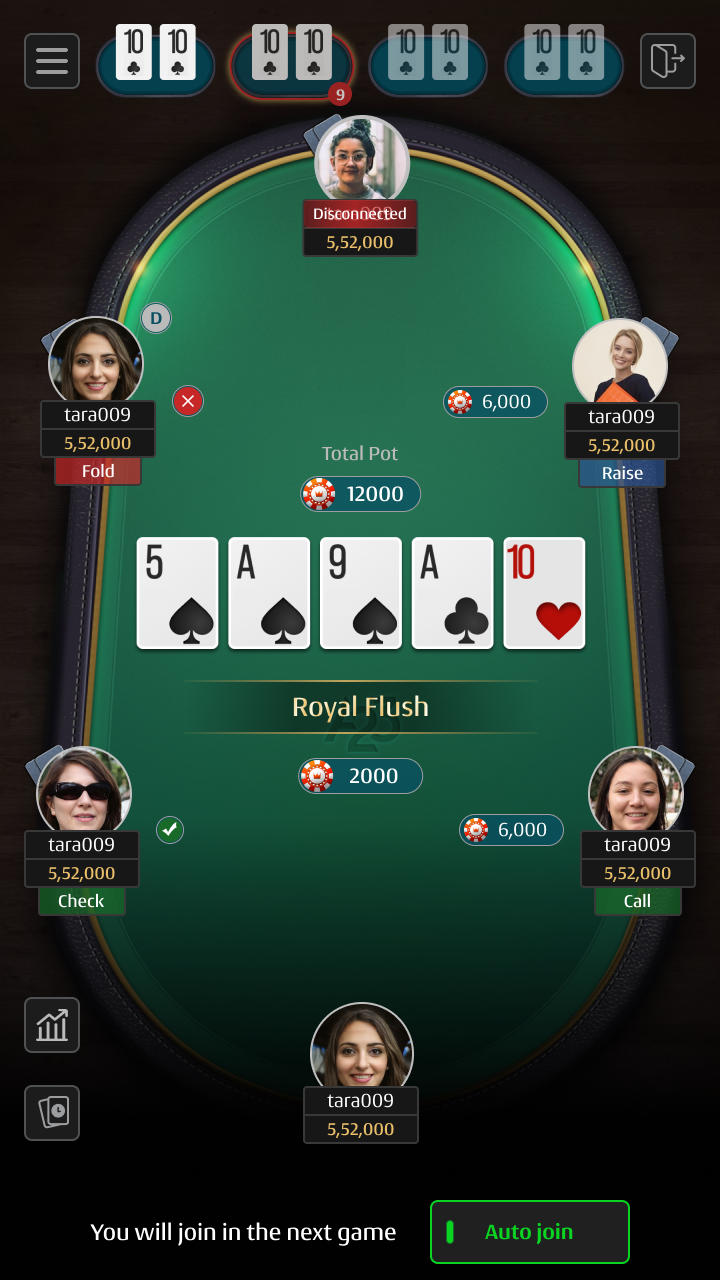 10 10 10 10 10 10 10 10
9
Disconnected
5,52,000
D
tara009
5,52,000
Fold
6,000
tara009
5,52,000
Raise
Total Pot
12000
5 A 9 A 10
Royal Flush
2000
tara009
5,52,000
Check
6,000
tara009
5,52,000
Call
tara009
5,52,000
You will join in the next game
Auto join